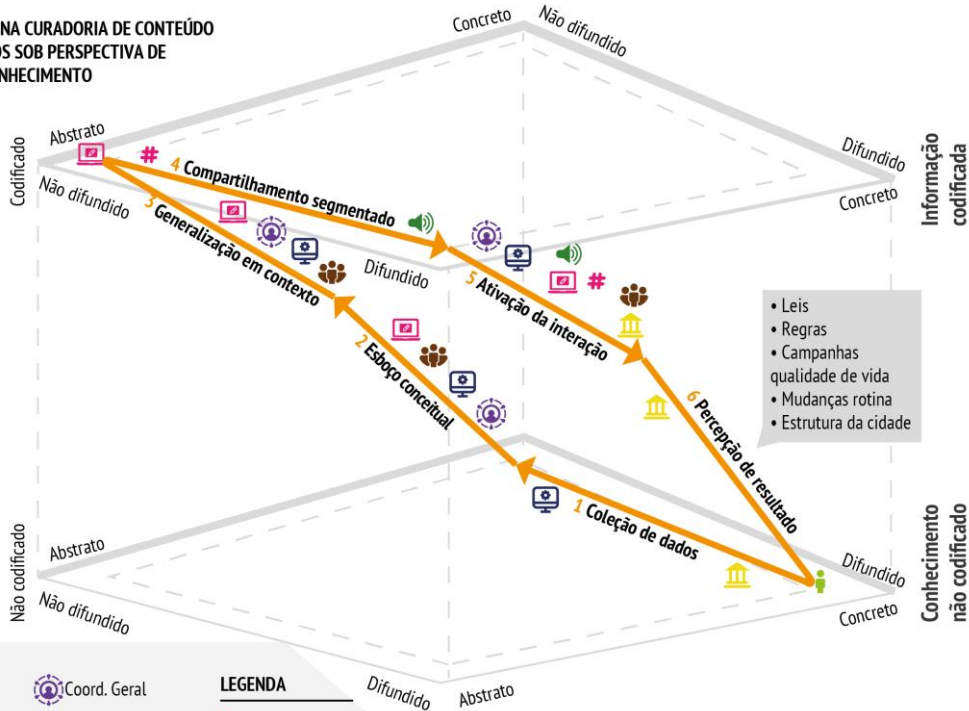 NA CURADORIA DE CONTEÚDO
OS SOB PERSPECTIVA DE
NHECIMENTO
Concreto
Não difundido
Abstrato
Codificado
Não difundido
Difundido
Concreto
Informação
codificada
#
4 Compartilhamento segmentado
3 Generalização em contexto
Difundido
5 Ativação da interação
#
2 Esboço conceitual
6 Percepção de resultado
• Leis
• Regras
• Campanhas
qualidade de vida
• Mudanças rotina
• Estrutura da cidade
1 Coleção de dados
Abstrato
Não codificado
Não difundido
Difundido
Concreto
Conhecimento
não codificado
Difundido
Abstrato
Coord. Geral
LEGENDA